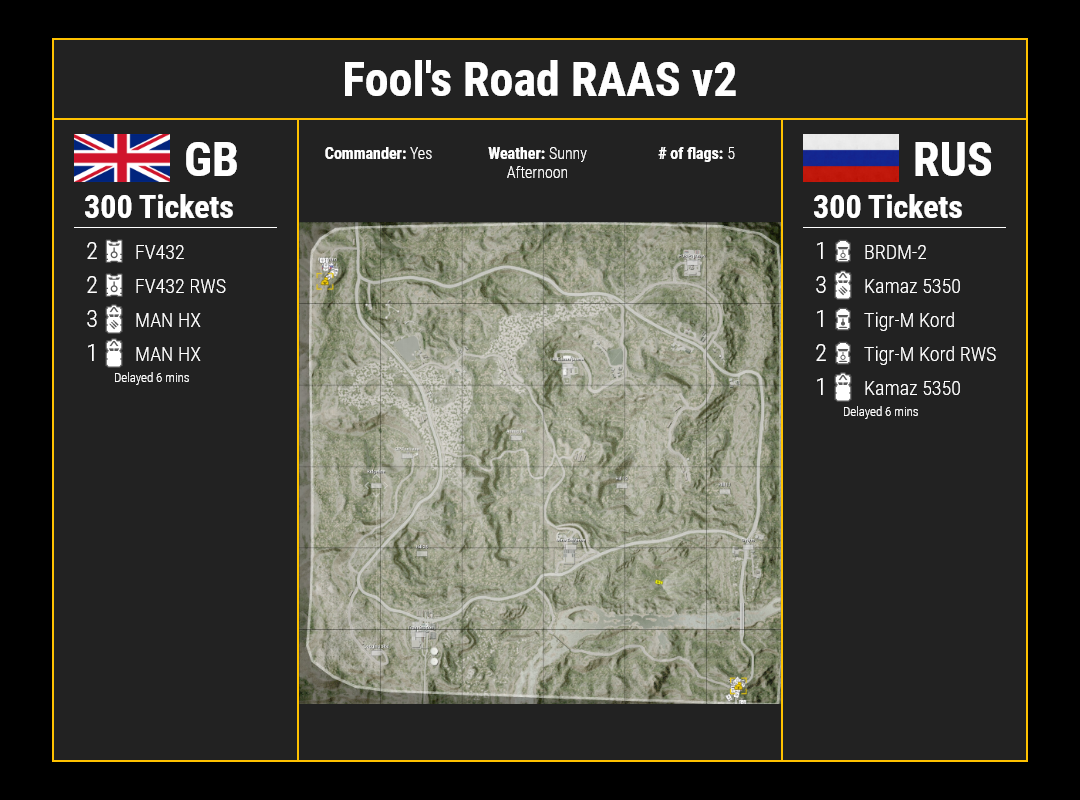 Fool's Road RAAS v2
GB
300 Tickets
2 FV432
2 FV432 RWS
3 MAN HX
1 MAN HX
Delayed 6 mins
Commander: Yes
Weather: Sunny
Afternoon
# of flags: 5
RUS
300 Tickets
1 BRDM-2
3 Kamaz 5350
1 Tigr-M Kord
2 Tigr-M Kord RWS
1 Kamaz 5350
Delayed 6 mins